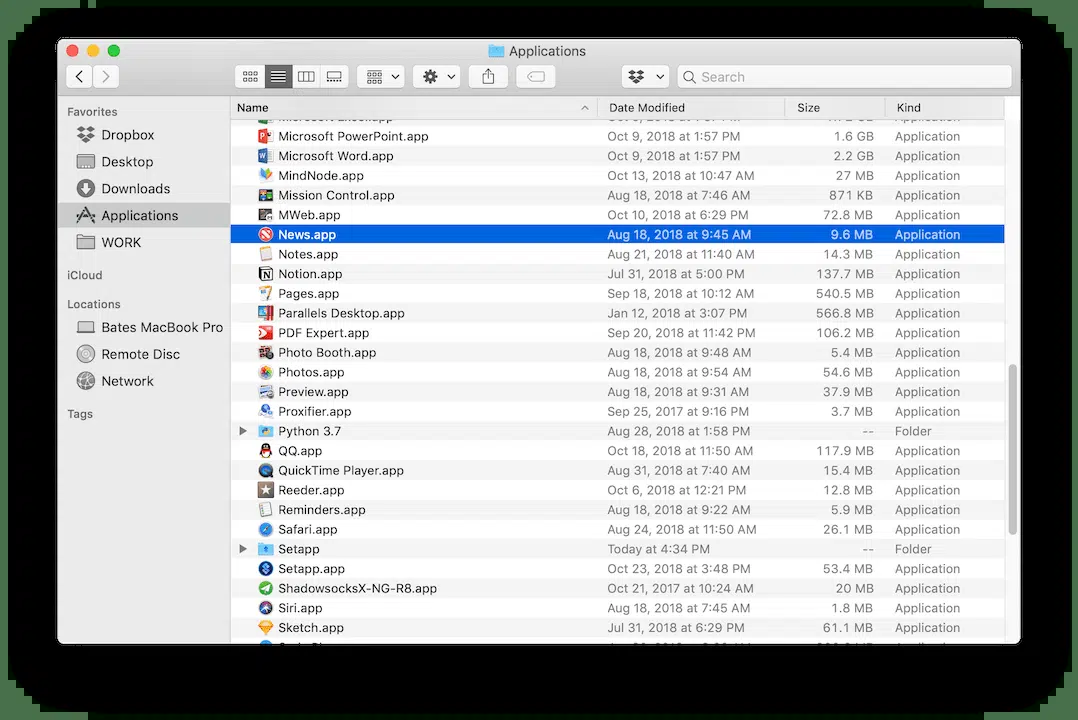 Applications
Search
Favorites
Dropbox
Desktop
Downloads
Applications
WORK
iCloud
Locations
Bates MacBook Pro
Remote Disc
Network
Tags
Name Date Modified Size Kind
Microsoft PowerPoint.app Oct 9, 2018 at 1:57 PM 1.6 GB Application
Microsoft Word.app Oct 9, 2018 at 1:57 PM 2.2 GB Application
MindNode.app Oct 13, 2018 at 10:47 AM 27 MB Application
Mission Control.app Aug 18, 2018 at 7:46 AM 871 KB Application
MWeb.app Oct 10, 2018 at 6:29 PM 72.8 MB Application
News.app Aug 18, 2018 at 9:45 AM 9.6 MB Application
Notes.app Aug 21, 2018 at 11:40 AM 14.3 MB Application
Notion.app Jul 31, 2018 at 5:00 PM 137.7 MB Application
Pages.app Sep 18, 2018 at 10:12 AM 540.5 MB Application
Parallels Desktop.app Jan 12, 2018 at 3:07 PM 566.8 MB Application
PDF Expert.app Sep 20, 2018 at 11:42 PM 106.2 MB Application
Photo Booth.app Aug 18, 2018 at 9:48 AM 5.4 MB Application
Photos.app Aug 18, 2018 at 9:54 AM 54.6 MB Application
Preview.app Aug 18, 2018 at 9:31 AM 37.9 MB Application
Proxifier.app Sep 25, 2017 at 9:16 PM 3.7 MB Application
Python 3.7 Aug 28, 2018 at 1:58 PM -- Folder
QQ.app Oct 18, 2018 at 11:50 AM 117.9 MB Application
QuickTime Player.app Aug 31, 2018 at 7:40 AM 15.4 MB Application
Reeder.app Oct 6, 2018 at 12:21 PM 12.8 MB Application
Reminders.app Aug 18, 2018 at 9:22 AM 5.9 MB Application
Safari.app Aug 24, 2018 at 11:50 AM 26.1 MB Application
Setapp Today at 4:34 PM -- Folder
Setapp.app Oct 23, 2018 at 3:48 PM 53.4 MB Application
ShadowsocksX-NG-R8.app Oct 21, 2017 at 10:24 AM 20 MB Application
Siri.app Aug 18, 2018 at 7:45 AM 1.8 MB Application
Sketch.app Jul 31, 2018 at 6:29 PM 61.1 MB Application